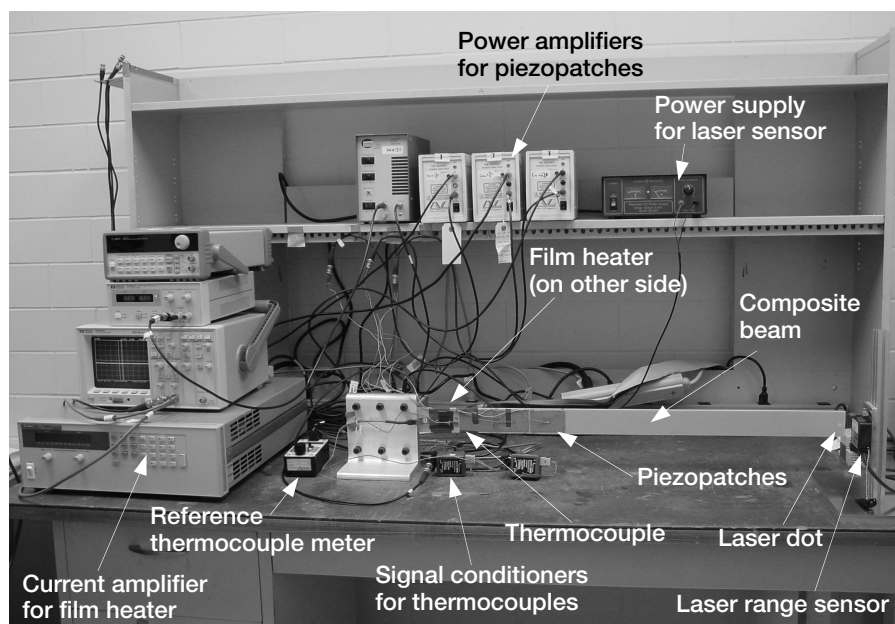 Power amplifiers
for piezopatches
Power supply
for laser sensor
Film heater
(on other side)
Composite
beam
Piezopatches
Reference
thermocouple meter
Thermocouple
Laser dot
Current amplifier
for film heater
Signal conditioners
for thermocouples
Laser range sensor